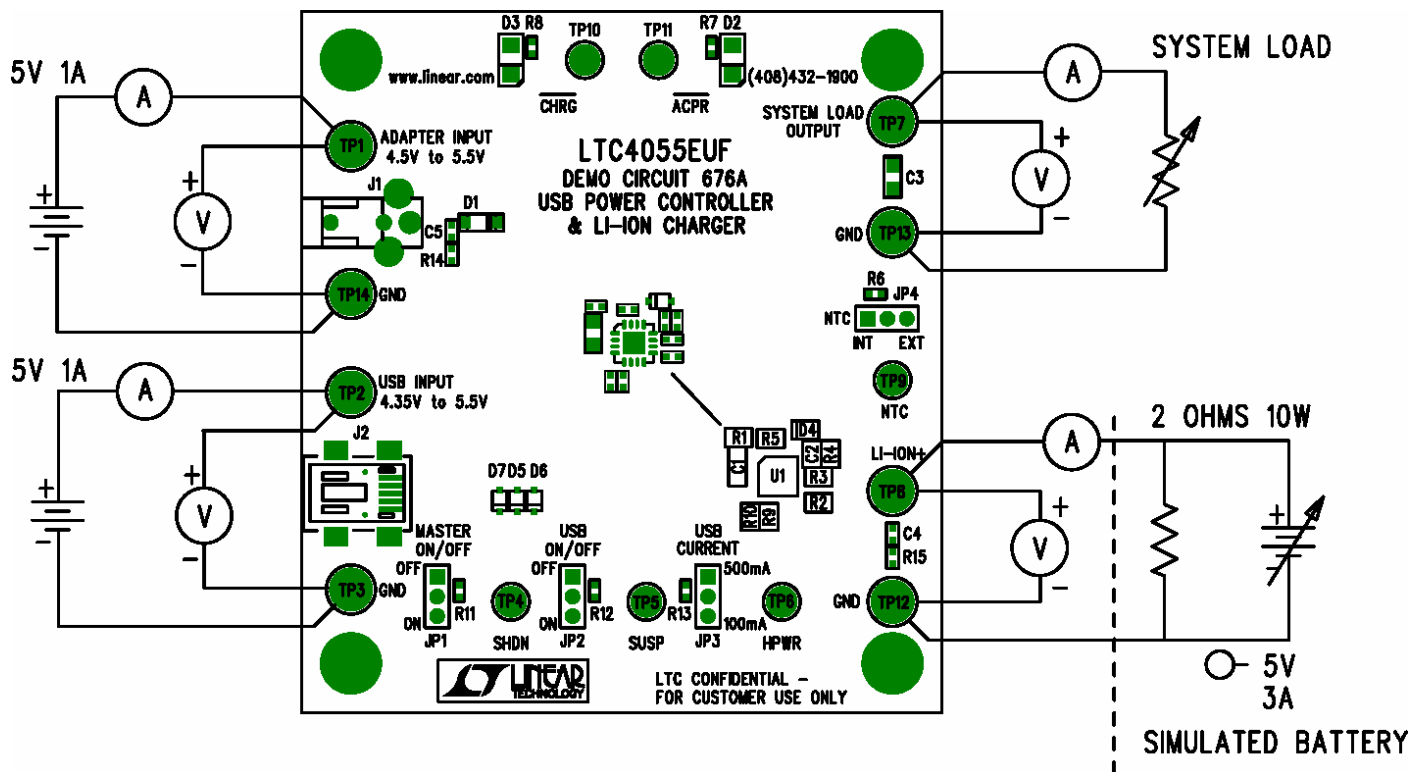 D3 R8
TP10
TP11
R7 D2
SYSTEM LOAD
5V 1A
A
www.linear.com
(408)432-1900
A
CHRG
ACPR
SYSTEM LOAD
OUTPUT
TP7
TP1
ADAPTER INPUT
4.5V to 5.5V
LTC4055EUF
DEMO CIRCUIT 676A
USB POWER CONTROLLER
& LI-ION CHARGER
+
V
-
+
-
J1
D1
C5
R14
C3
+
V
-
GND
TP13
TP14
GND
R6
JP4
NTC
INT
EXT
5V 1A
A
TP2
USB INPUT
4.35V to 5.5V
TP9
NTC
J2
+
V
-
+
-
2 OHMS 10W
A
R1
R5
D4
C1
C2
R4
U1
R3
R2
R10
R9
LI-ION+
TP8
+
V
-
+
-
D7 D5 D6
C4
R15
MASTER
ON/OFF
OFF
ON
JP1
R11
TP4
SHDN
USB
ON/OFF
OFF
ON
JP2
R12
TP5
SUSP
USB
CURRENT
500mA
100mA
R13
JP3
TP6
HPWR
TP3
GND
GND
TP12
LINEAR
TECHNOLOGY
LTC CONFIDENTIAL -
FOR CUSTOMER USE ONLY
0- 5V
3A
SIMULATED BATTERY